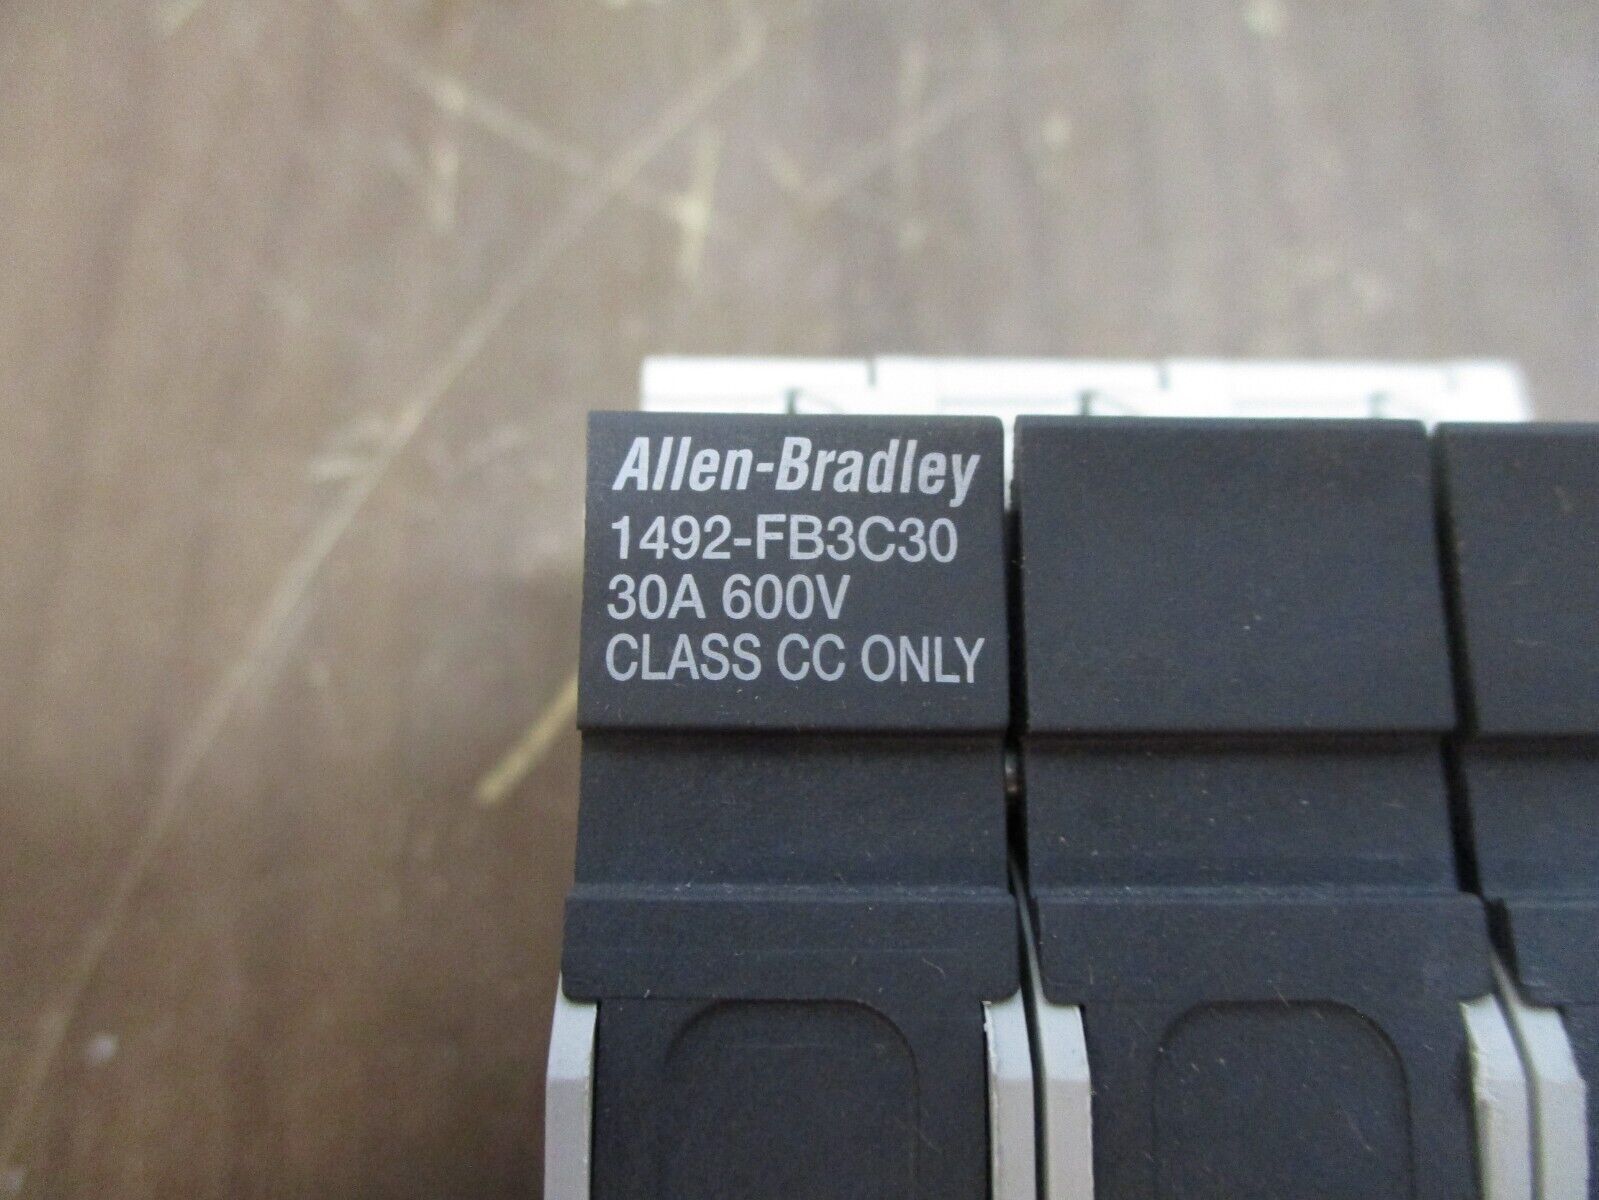 Allen-Bradley
1492-FB3C30
30A 600V
CLASS CC ONLY